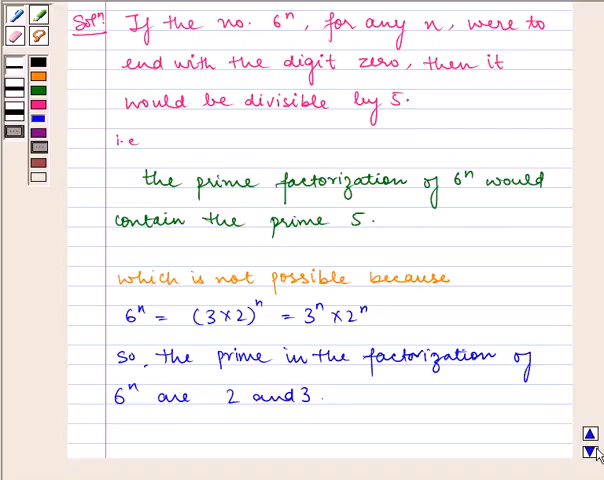 Solⁿ If the no. 6ⁿ, for any n, were to
end with the digit zero, then it
would be divisible by 5.
i.e
the prime factorization of 6ⁿ would
contain the prime 5.
which is not possible because
6ⁿ = (3×2)ⁿ = 3ⁿ × 2ⁿ
So, the prime in the factorization of
6ⁿ are 2 and 3.